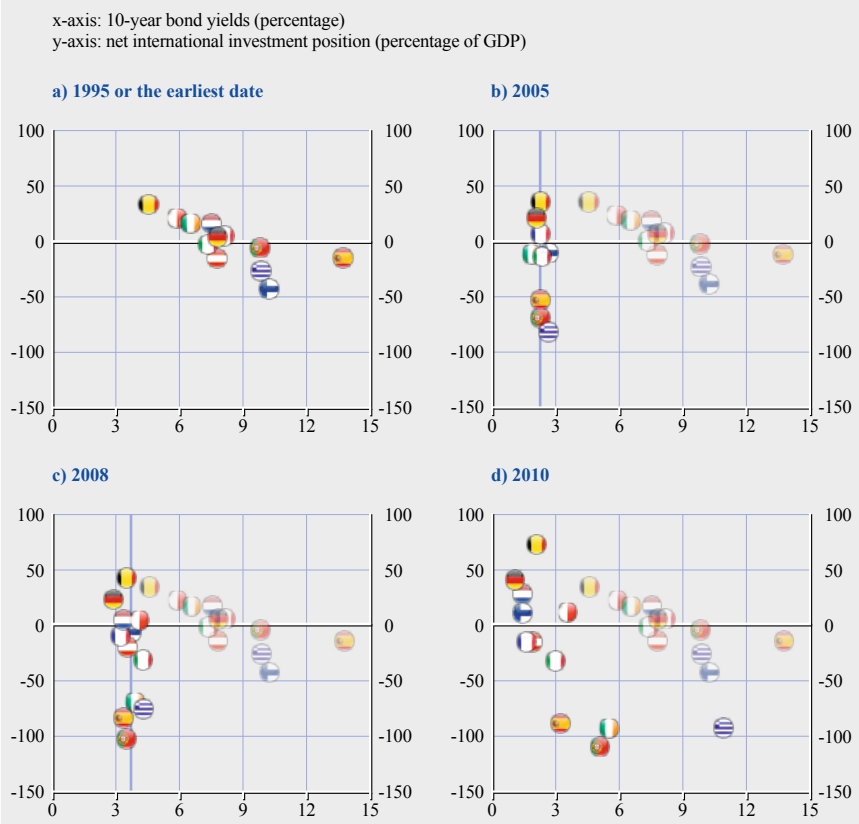 x-axis: 10-year bond yields (percentage)
y-axis: net international investment position (percentage of GDP)
a) 1995 or the earliest date
100 100
50 50
0 0
-50 -50
-100 -100
-150 -150
0 3 6 9 12 15
b) 2005
100 100
50 50
0 0
-50 -50
-100 -100
-150 -150
0 3 6 9 12 15
c) 2008
100 100
50 50
0 0
-50 -50
-100 -100
-150 -150
0 3 6 9 12 15
d) 2010
100 100
50 50
0 0
-50 -50
-100 -100
-150 -150
0 3 6 9 12 15